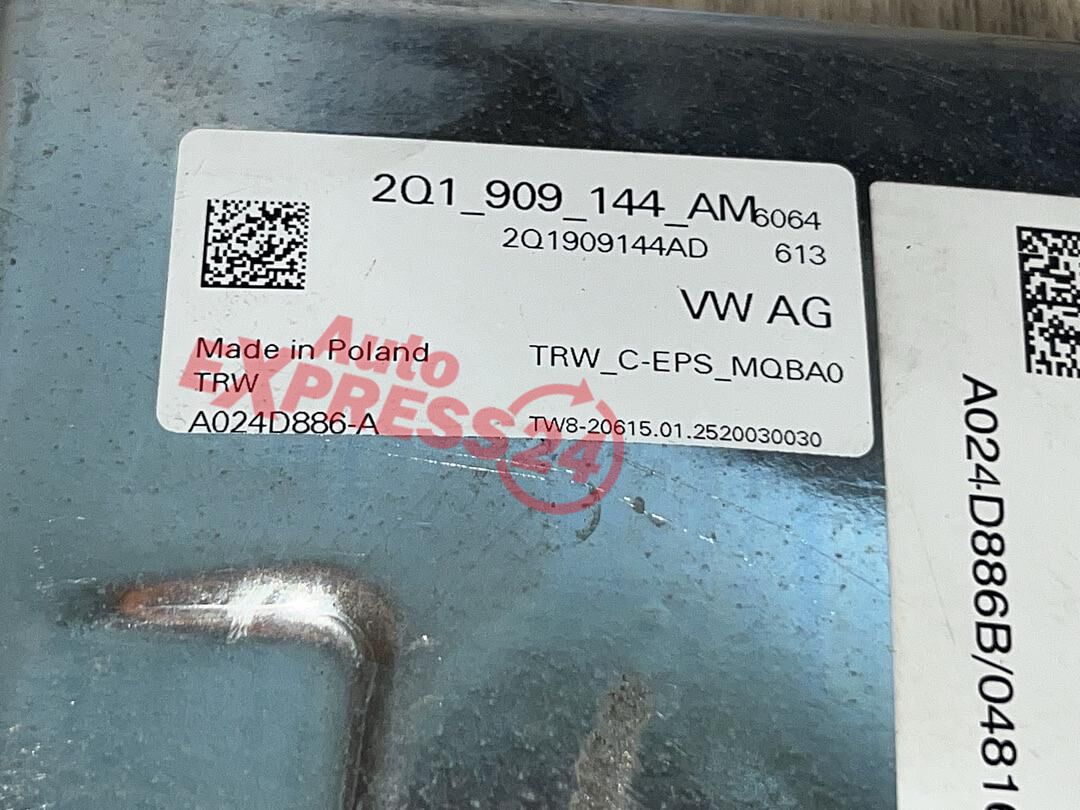 2Q1_909_144_AM6064
2Q1909144AD 613
VW AG
Made in Poland
TRW_C-EPS_MQBA0
TRW
A024D886-A
TW8-20615.01.2520030030
Auto
EXPRESS24
A024D886B/0481